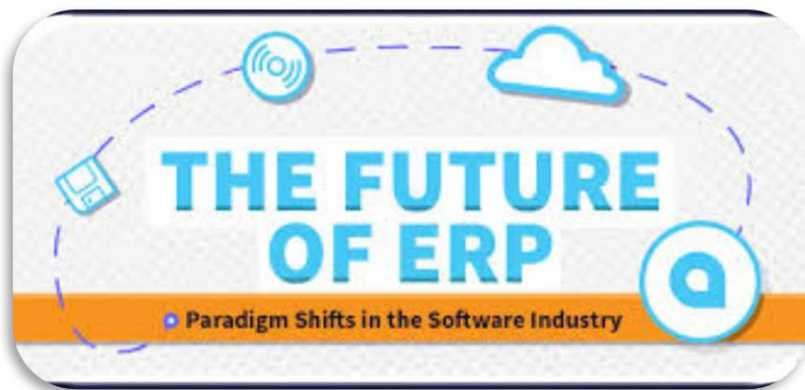 THE FUTURE
OF ERP
Paradigm Shifts in the Software Industry
a